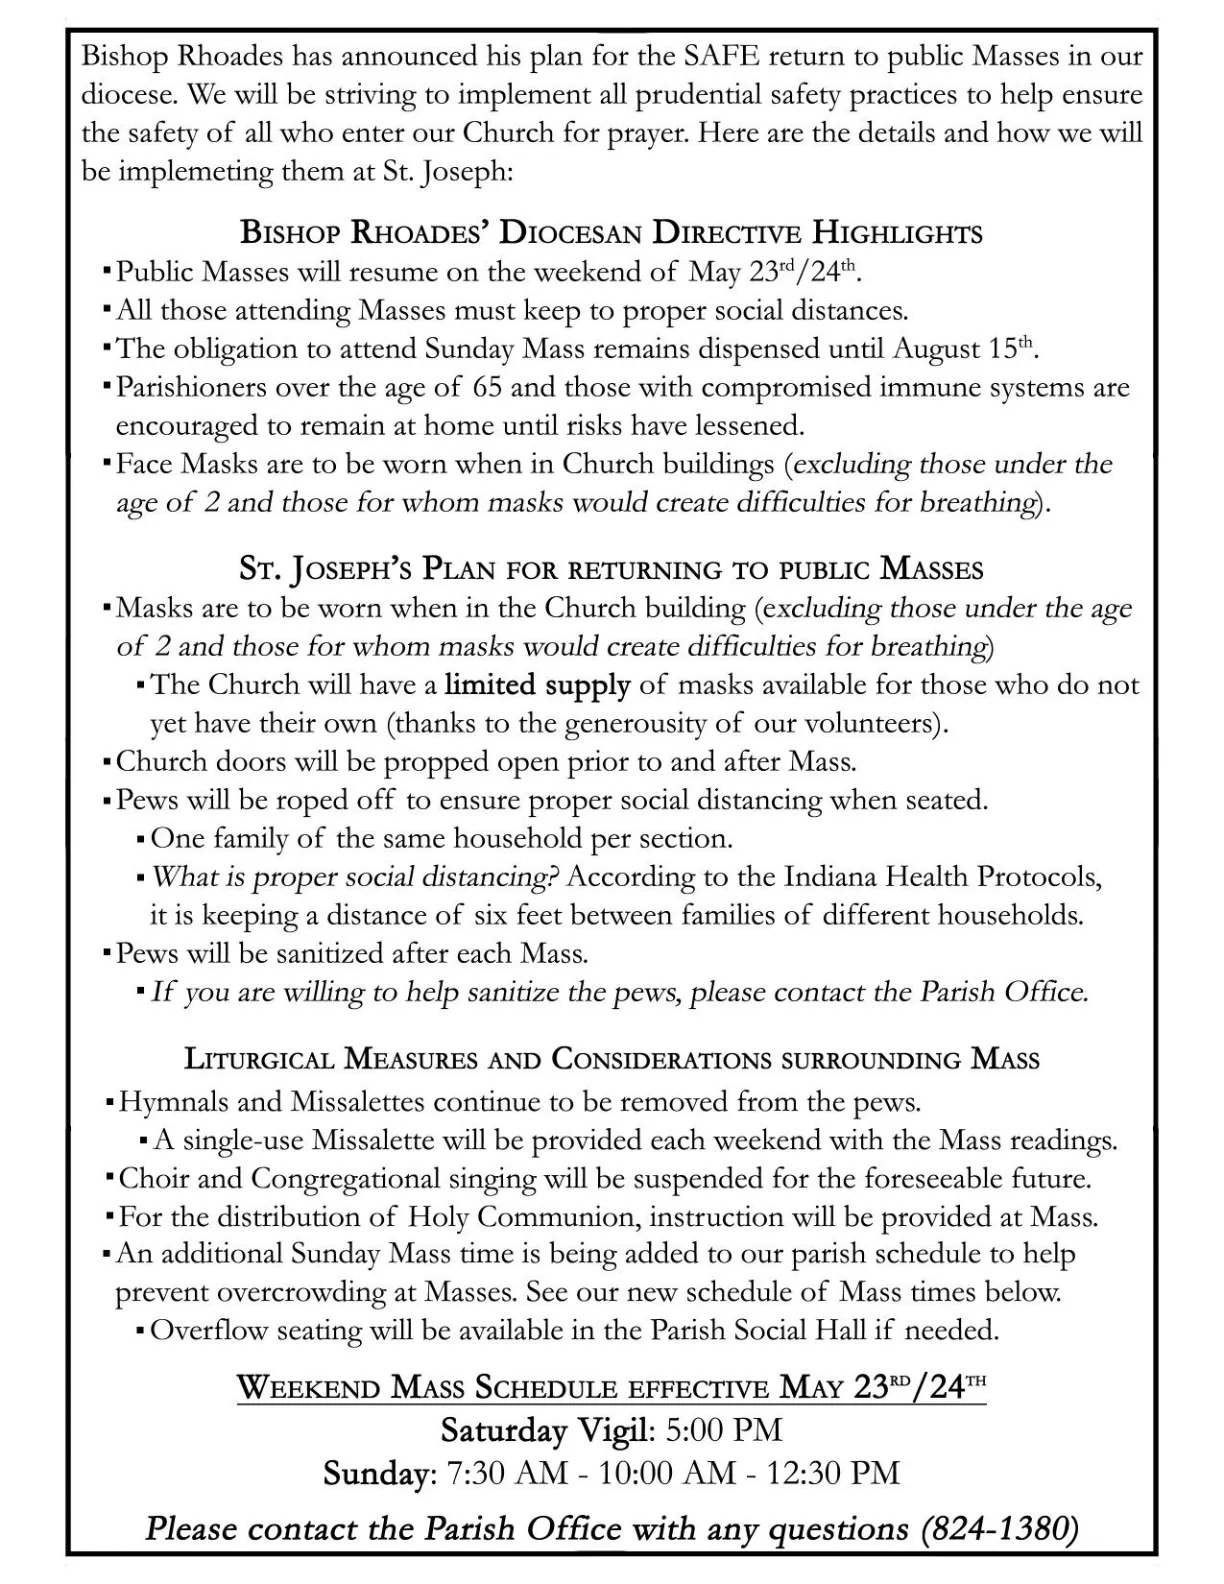 Bishop Rhoades has announced his plan for the SAFE return to public Masses in our
diocese. We will be striving to implement all prudential safety practices to help ensure
the safety of all who enter our Church for prayer. Here are the details and how we will
be implemeting them at St. Joseph:
Bishop Rhoades' Diocesan Directive Highlights
▪Public Masses will resume on the weekend of May 23rd/24th.
▪All those attending Masses must keep to proper social distances.
▪The obligation to attend Sunday Mass remains dispensed until August 15th.
▪Parishioners over the age of 65 and those with compromised immune systems are
encouraged to remain at home until risks have lessened.
▪Face Masks are to be worn when in Church buildings (excluding those under the
age of 2 and those for whom masks would create difficulties for breathing).
St. Joseph's Plan for returning to public Masses
▪Masks are to be worn when in the Church building (excluding those under the age
of 2 and those for whom masks would create difficulties for breathing)
▪The Church will have a limited supply of masks available for those who do not
yet have their own (thanks to the generousity of our volunteers).
▪Church doors will be propped open prior to and after Mass.
▪Pews will be roped off to ensure proper social distancing when seated.
▪One family of the same household per section.
▪What is proper social distancing? According to the Indiana Health Protocols,
it is keeping a distance of six feet between families of different households.
▪Pews will be sanitized after each Mass.
▪If you are willing to help sanitize the pews, please contact the Parish Office.
Liturgical Measures and Considerations surrounding Mass
▪Hymnals and Missalettes continue to be removed from the pews.
▪A single-use Missalette will be provided each weekend with the Mass readings.
▪Choir and Congregational singing will be suspended for the foreseeable future.
▪For the distribution of Holy Communion, instruction will be provided at Mass.
▪An additional Sunday Mass time is being added to our parish schedule to help
prevent overcrowding at Masses. See our new schedule of Mass times below.
▪Overflow seating will be available in the Parish Social Hall if needed.
Weekend Mass Schedule effective May 23rd/24th
Saturday Vigil: 5:00 PM
Sunday: 7:30 AM - 10:00 AM - 12:30 PM
Please contact the Parish Office with any questions (824-1380)